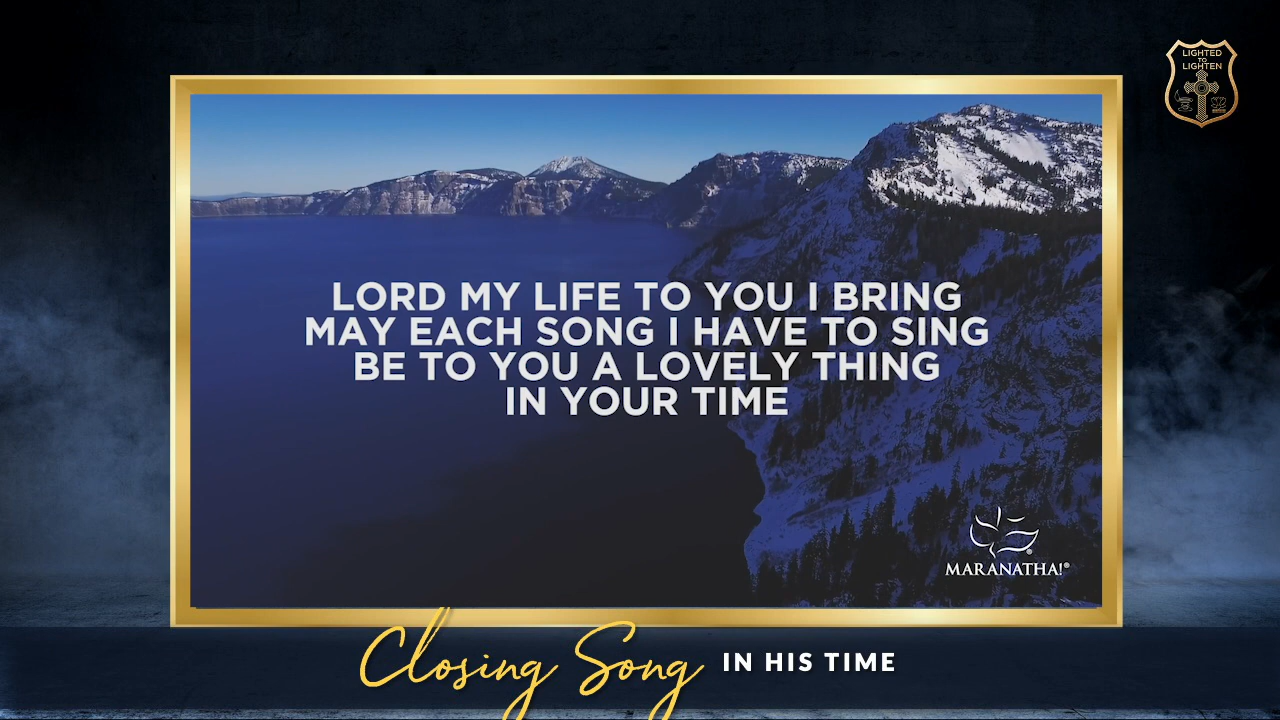 LIGHTED
TO
LIGHTEN
LORD MY LIFE TO YOU I BRING
MAY EACH SONG I HAVE TO SING
BE TO YOU A LOVELY THING
IN YOUR TIME
MARANATHA!®
Closing Song IN HIS TIME